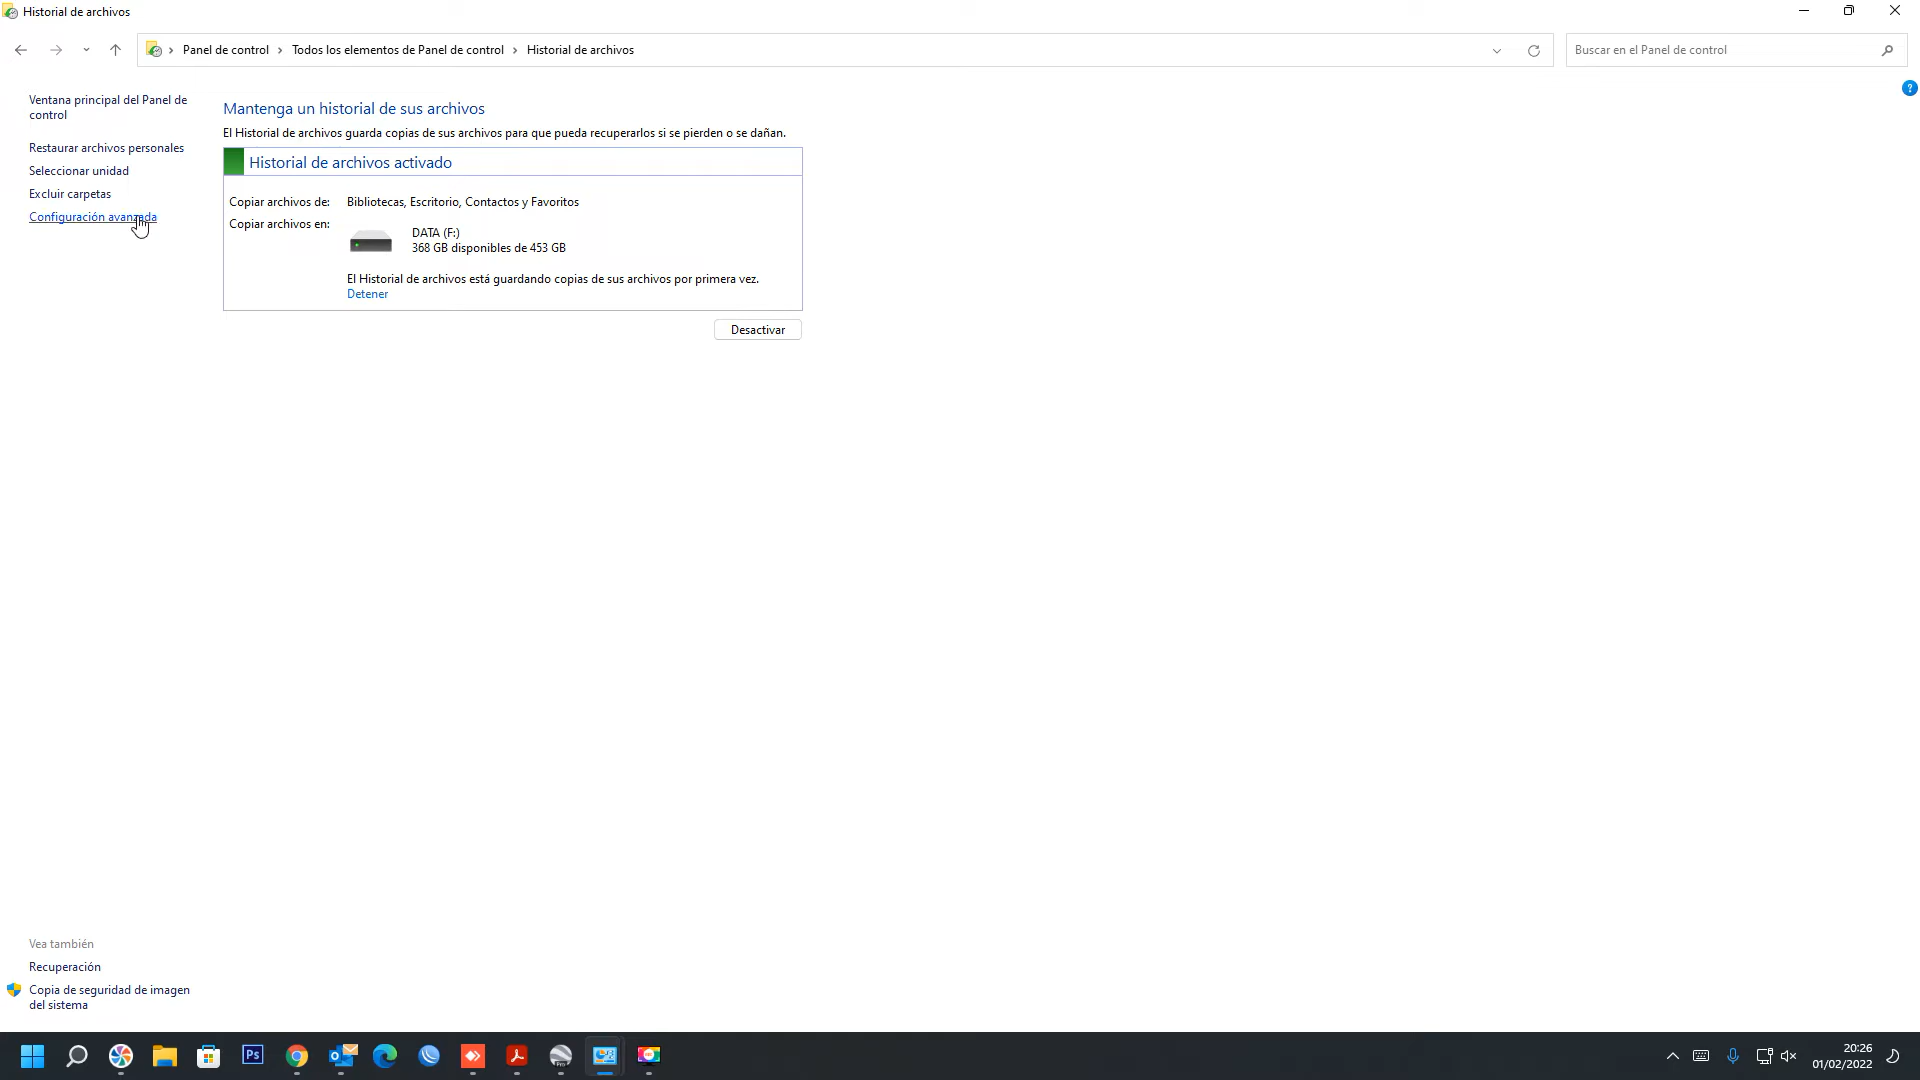 Historial de archivos
Panel de control > Todos los elementos de Panel de control > Historial de archivos
Buscar en el Panel de control
?
Ventana principal del Panel de
control
Restaurar archivos personales
Seleccionar unidad
Excluir carpetas
Configuración avanzada
Mantenga un historial de sus archivos
El Historial de archivos guarda copias de sus archivos para que pueda recuperarlos si se pierden o se dañan.
Historial de archivos activado
Copiar archivos de: Bibliotecas, Escritorio, Contactos y Favoritos
Copiar archivos en:
DATA (F:)
368 GB disponibles de 453 GB
El Historial de archivos está guardando copias de sus archivos por primera vez.
Detener
Desactivar
Vea también
Recuperación
Copia de seguridad de imagen
del sistema
Ps
20:26
01/02/2022